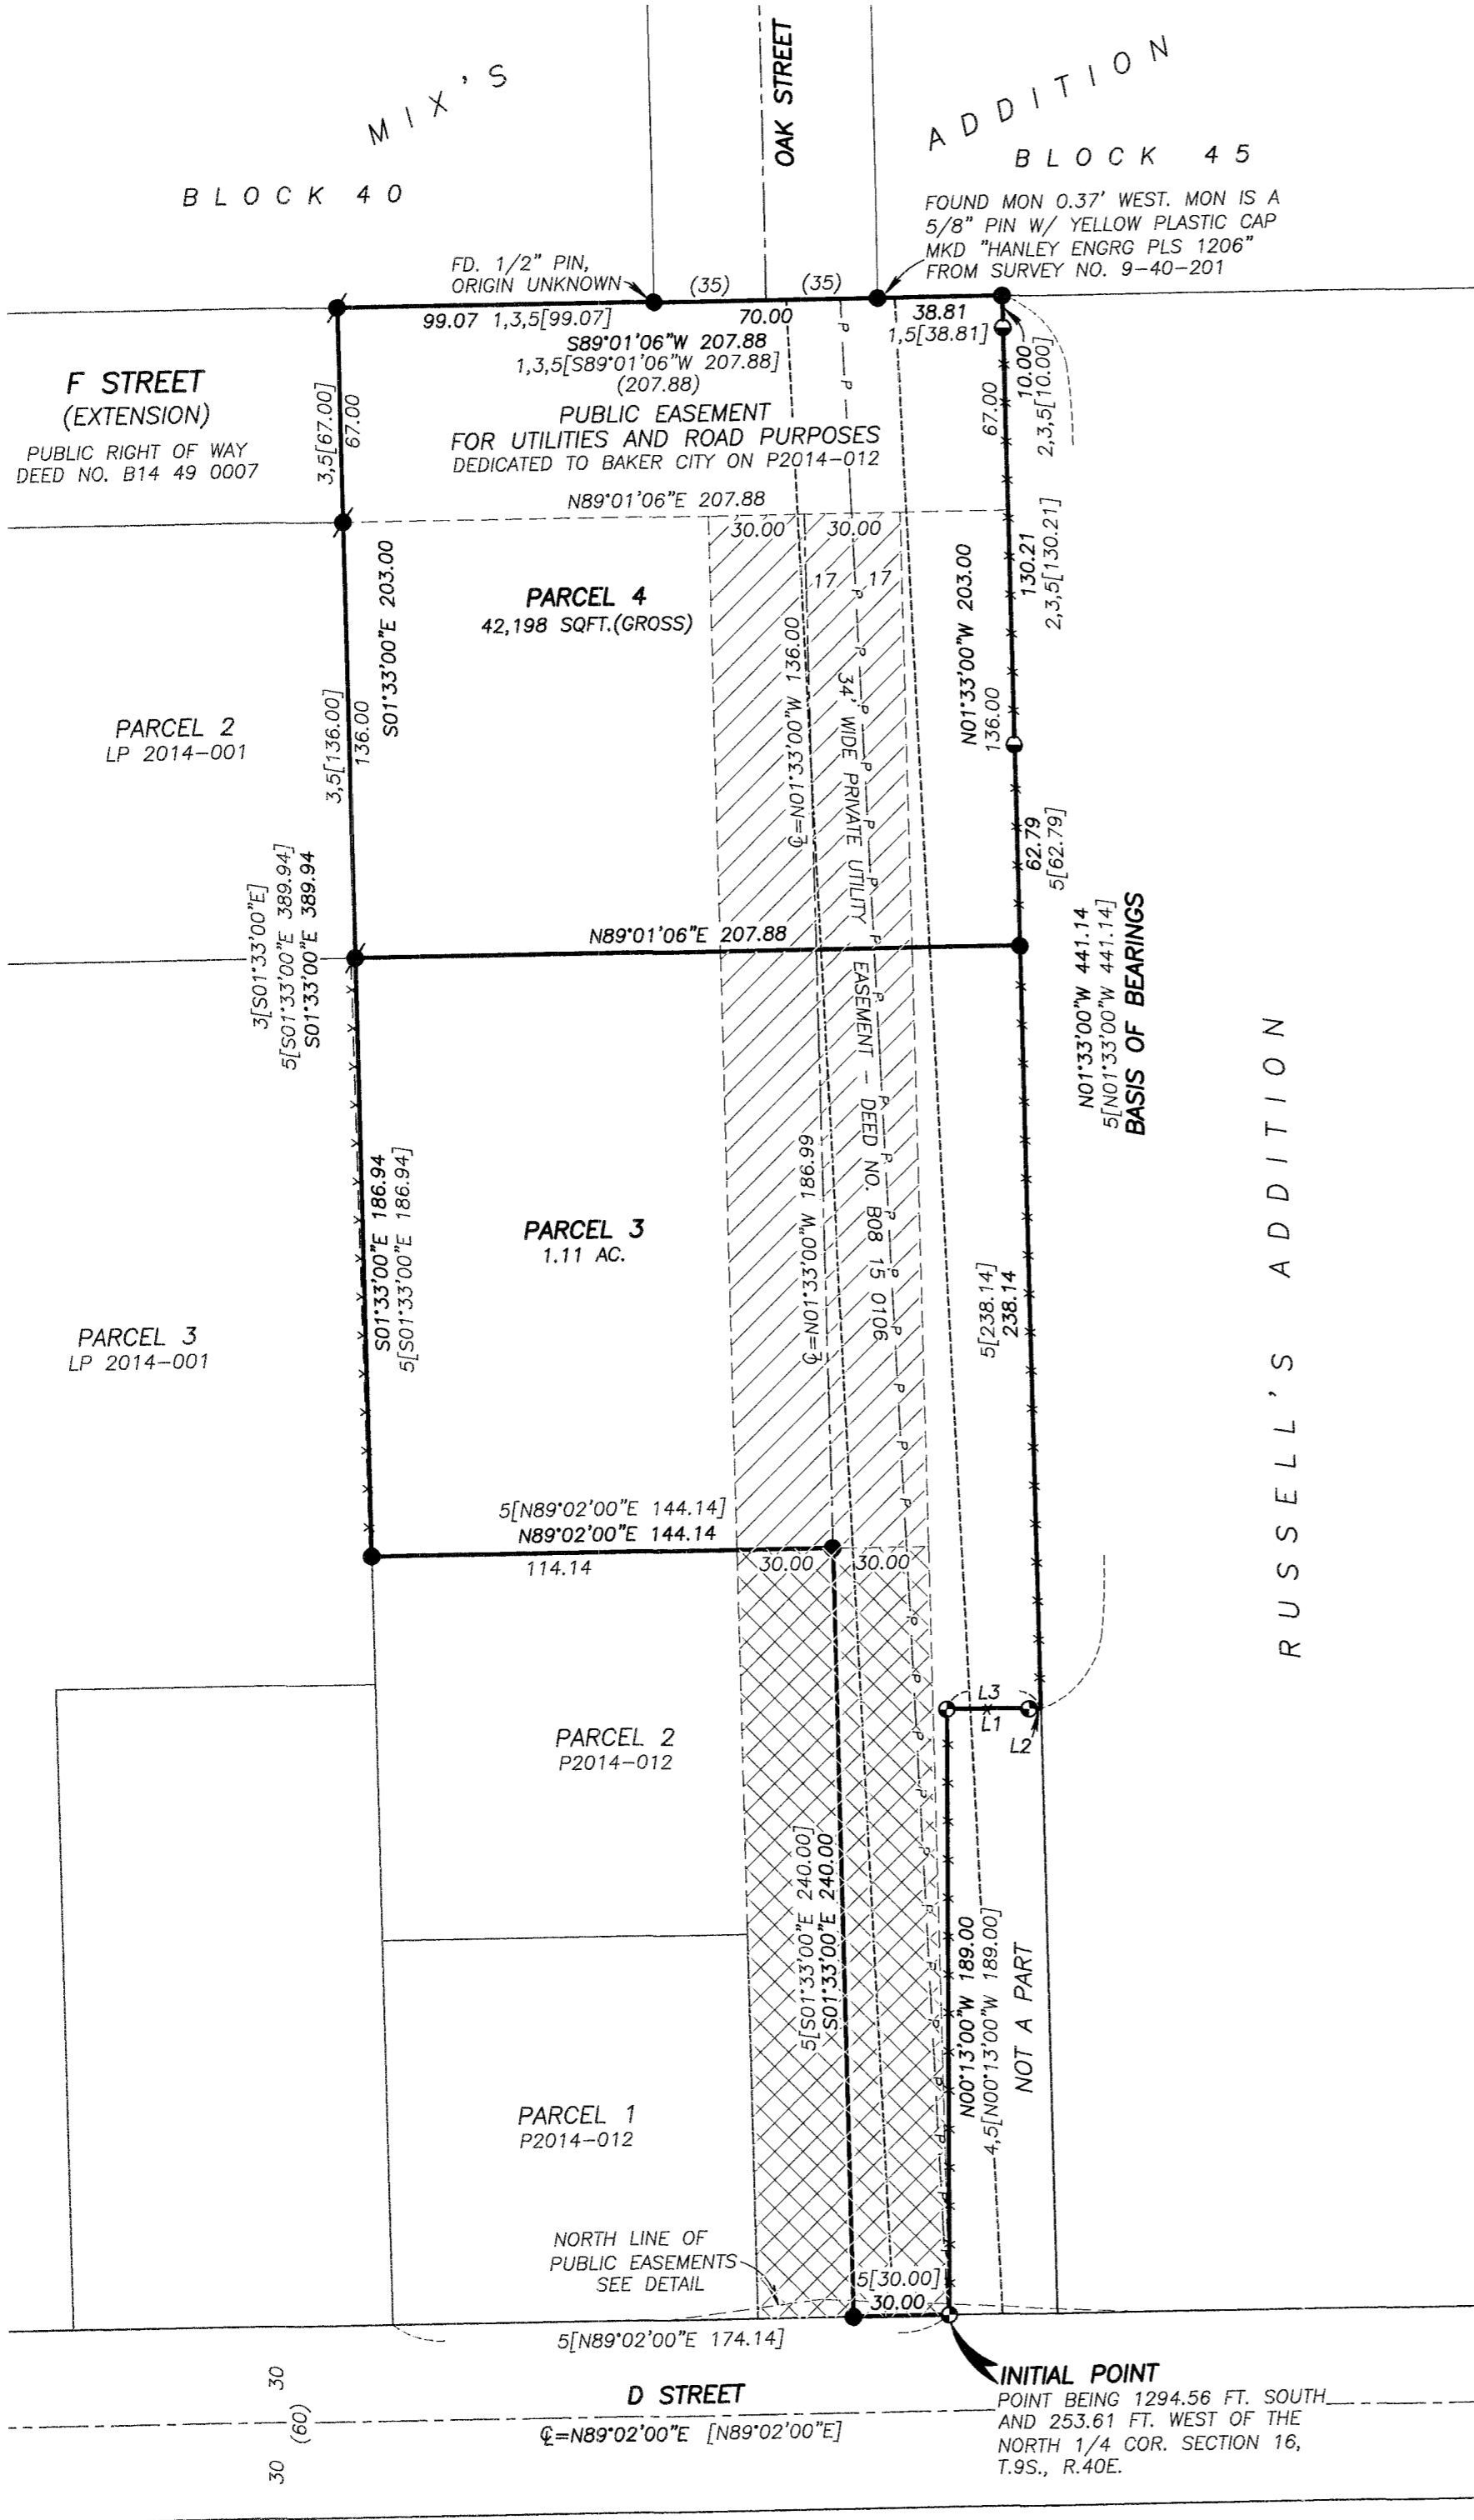 MIX'S
ADDITION
OAK STREET
BLOCK 40
BLOCK 45
FOUND MON 0.37' WEST. MON IS A
5/8" PIN W/ YELLOW PLASTIC CAP
MKD "HANLEY ENGRG PLS 1206"
FROM SURVEY NO. 9-40-201
FD. 1/2" PIN,
ORIGIN UNKNOWN
(35)
(35)
99.07 1,3,5[99.07]
70.00
38.81
1,5[38.81]
S89°01'06"W 207.88
1,3,5[S89°01'06"W 207.88]
(207.88)
10.00
2,3,5[10.00]
F STREET
(EXTENSION)
PUBLIC RIGHT OF WAY
DEED NO. B14 49 0007
3,5[67.00]
67.00
67.00
PUBLIC EASEMENT
FOR UTILITIES AND ROAD PURPOSES
DEDICATED TO BAKER CITY ON P2014-012
N89°01'06"E 207.88
30.00
30.00
17
17
130.21
2,3,5[130.21]
S01°33'00"E 203.00
PARCEL 4
42,198 SQFT.(GROSS)
N01°33'00"W 203.00
136.00
℄=N01°33'00"W 136.00
34' WIDE PRIVATE UTILITY EASEMENT - DEED NO. B08 15 0106
PARCEL 2
LP 2014-001
3,5[136.00]
136.00
62.79
5[62.79]
3[S01°33'00"E]
5[S01°33'00"E 389.94]
S01°33'00"E 389.94
N89°01'06"E 207.88
N01°33'00"W 441.14
5[N01°33'00"W 441.14]
BASIS OF BEARINGS
RUSSELL'S ADDITION
S01°33'00"E 186.94
5[S01°33'00"E 186.94]
PARCEL 3
1.11 AC.
℄=N01°33'00"W 186.99
5[238.14]
238.14
PARCEL 3
LP 2014-001
5[N89°02'00"E 144.14]
N89°02'00"E 144.14
114.14
30.00
30.00
L3
L1
L2
PARCEL 2
P2014-012
5[S01°33'00"E 240.00]
S01°33'00"E 240.00
N00°13'00"W 189.00
4,5[N00°13'00"W 189.00]
NOT A PART
PARCEL 1
P2014-012
NORTH LINE OF
PUBLIC EASEMENTS
SEE DETAIL
5[30.00]
30.00
5[N89°02'00"E 174.14]
INITIAL POINT
POINT BEING 1294.56 FT. SOUTH
AND 253.61 FT. WEST OF THE
NORTH 1/4 COR. SECTION 16,
T.9S., R.40E.
30
(60)
30
D STREET
℄=N89°02'00"E [N89°02'00"E]